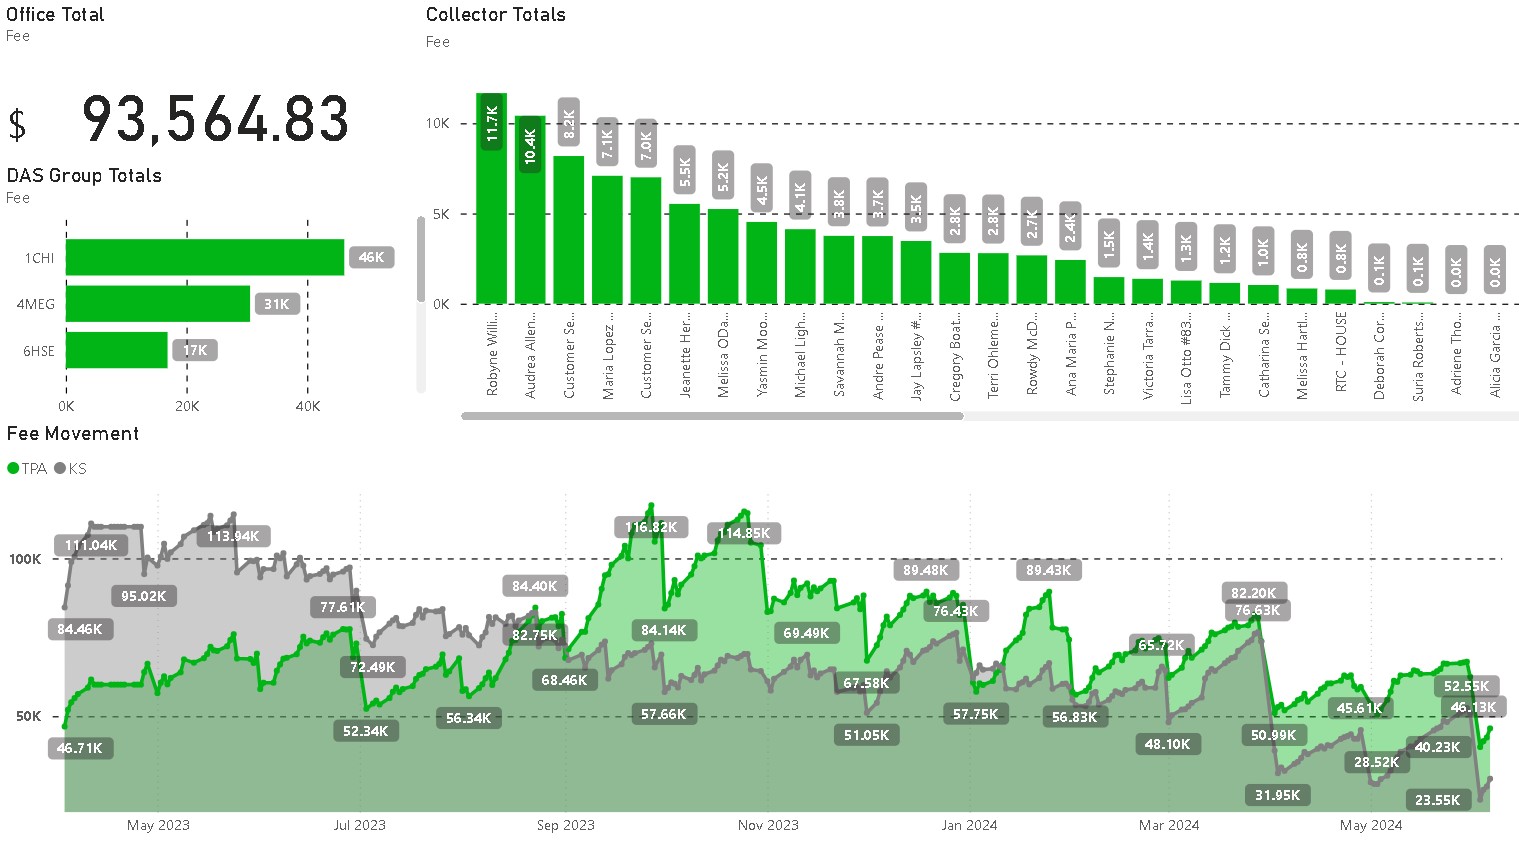 Office Total
Fee
$ 93,564.83
DAS Group Totals
Fee
1CHI
46K
4MEG
31K
6HSE
17K
0K 20K 40K
Collector Totals
Fee
10K
5K
0K
11.7K 10.4K 8.2K 7.1K 7.0K 5.5K 5.2K 4.5K 4.1K 3.8K 3.7K 3.5K 2.8K 2.8K 2.7K 2.4K 1.5K 1.4K 1.3K 1.2K 1.0K 0.8K 0.8K 0.1K 0.1K 0.0K 0.0K
Robyne Willi...
Audrea Allen...
Customer Se...
Maria Lopez ...
Customer Se...
Jeanette Her...
Melissa ODa...
Yasmin Moo...
Michael Ligh...
Savannah M...
Andre Pease ...
Jay Lapsley #...
Gregory Boat...
Terri Ohleme...
Rowdy McD...
Ana Maria P...
Stephanie N...
Victoria Tarra...
Lisa Otto #83...
Tammy Dick ...
Catharina Se...
Melissa Hartl...
RTC - HOUSE
Deborah Cor...
Suria Roberts...
Adriene Tho...
Alicia Garcia ...
Fee Movement
TPA KS
100K
50K
111.04K
113.94K
95.02K
84.46K
77.61K
72.49K
46.71K
52.34K
56.34K
84.40K
82.75K
68.46K
116.82K
114.85K
84.14K
57.66K
69.49K
67.58K
51.05K
89.48K
76.43K
57.75K
89.43K
56.83K
65.72K
48.10K
82.20K
76.63K
50.99K
31.95K
45.61K
28.52K
52.55K
46.13K
40.23K
23.55K
May 2023 Jul 2023 Sep 2023 Nov 2023 Jan 2024 Mar 2024 May 2024